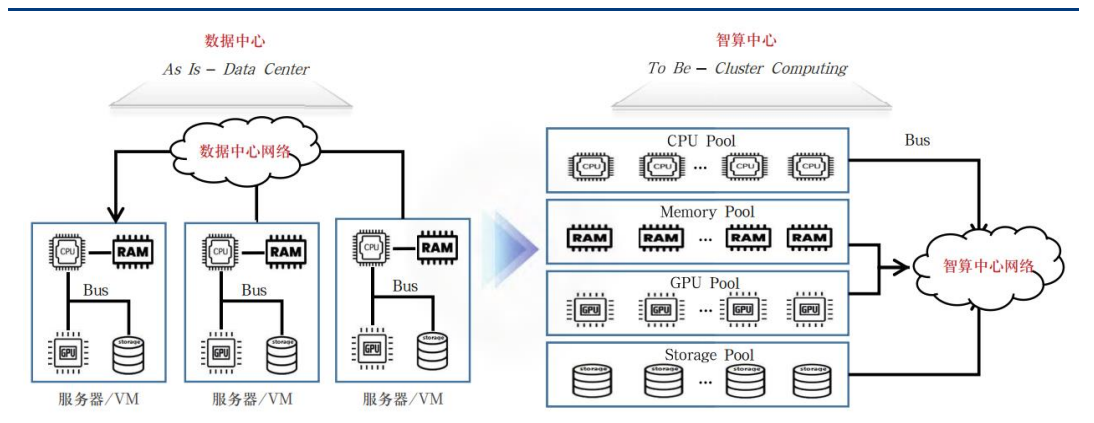 数据中心
As Is - Data Center
数据中心网络
CPU
RAM
Bus
GPU
storage
服务器/VM
CPU
RAM
Bus
GPU
storage
服务器/VM
CPU
RAM
Bus
GPU
storage
服务器/VM
智算中心
To Be - Cluster Computing
CPU Pool
CPU CPU ... CPU CPU
Memory Pool
RAM RAM ... RAM RAM
GPU Pool
GPU GPU ... GPU GPU
Storage Pool
storage storage ... storage storage
Bus
智算中心网络